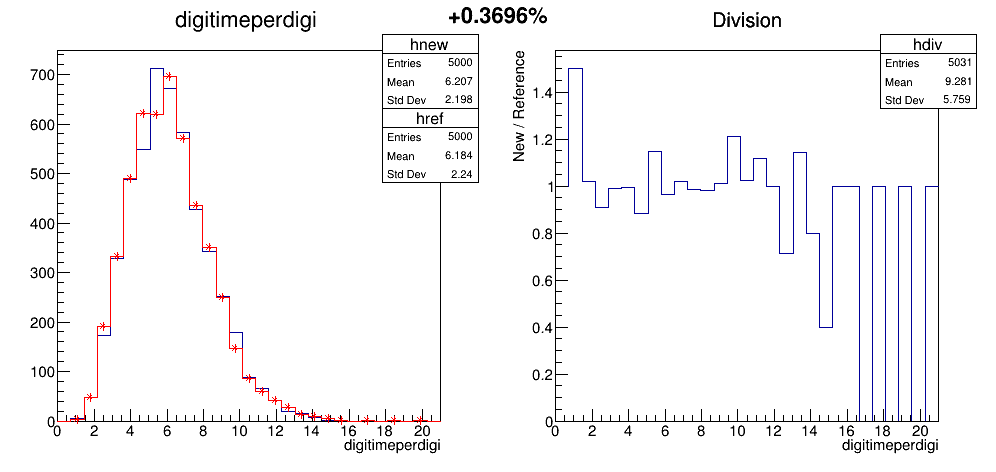 +0.3696%
digitimeperdigi
hnew
Entries 5000
Mean 6.207
Std Dev 2.198
href
Entries 5000
Mean 6.184
Std Dev 2.24
700
600
500
400
300
200
100
0
0 2 4 6 8 10 12 14 16 18 20
digitimeperdigi
Division
hdiv
Entries 5031
Mean 9.281
Std Dev 5.759
New / Reference
1.4
1.2
1
0.8
0.6
0.4
0.2
0
0 2 4 6 8 10 12 14 16 18 20
digitimeperdigi